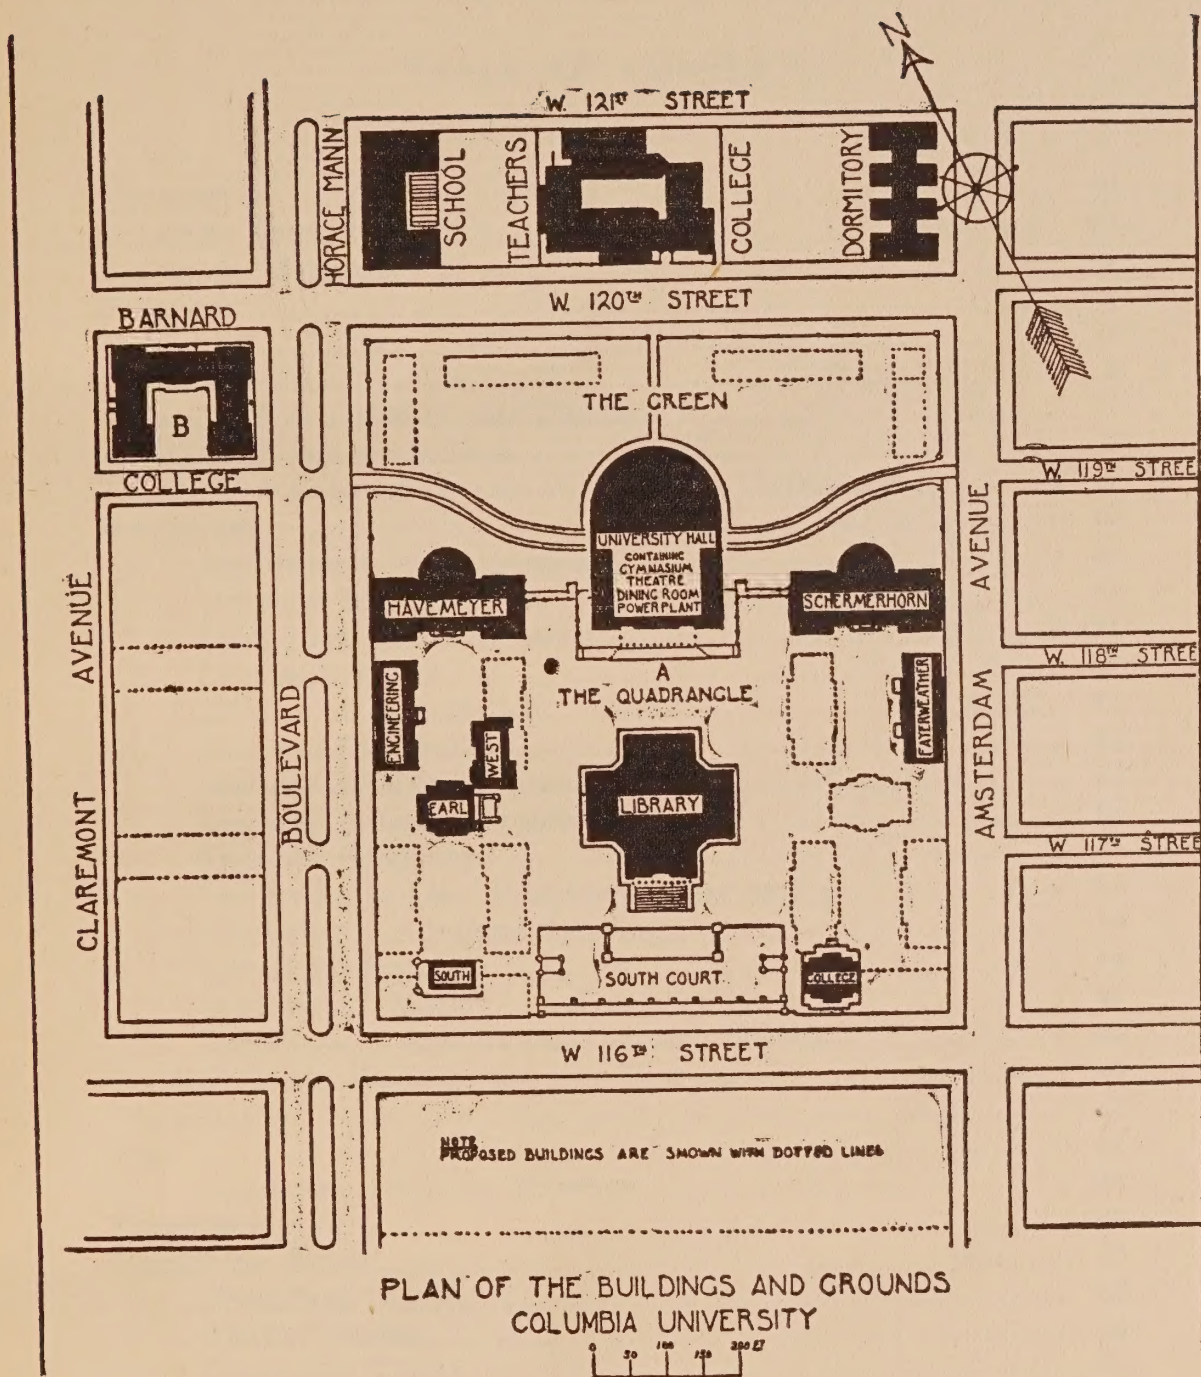 N
W. 121ST STREET
HORACE MANN
SCHOOL
TEACHERS
COLLEGE
DORMITORY
W. 120TH STREET
BARNARD
B
COLLEGE
THE GREEN
W. 119TH STREE
UNIVERSITY HALL
CONTAINING
GYMNASIUM
THEATRE
DINING ROOM
POWER PLANT
HAVEMEYER
SCHERMERHORN
AVENUE
AVENUE
W. 118TH STREE
A
THE QUADRANGLE
ENGINEERING
FAYERWEATHER
WEST
BOULEVARD
EARL
LIBRARY
AMSTERDAM
CLAREMONT
W 117TH STREE
SOUTH
SOUTH COURT
COLLEGE
W 116TH STREET
NOTE
PROPOSED BUILDINGS ARE SHOWN WITH DOTTED LINES
PLAN OF THE BUILDINGS AND GROUNDS
COLUMBIA UNIVERSITY
0 50 100 150 200 FT